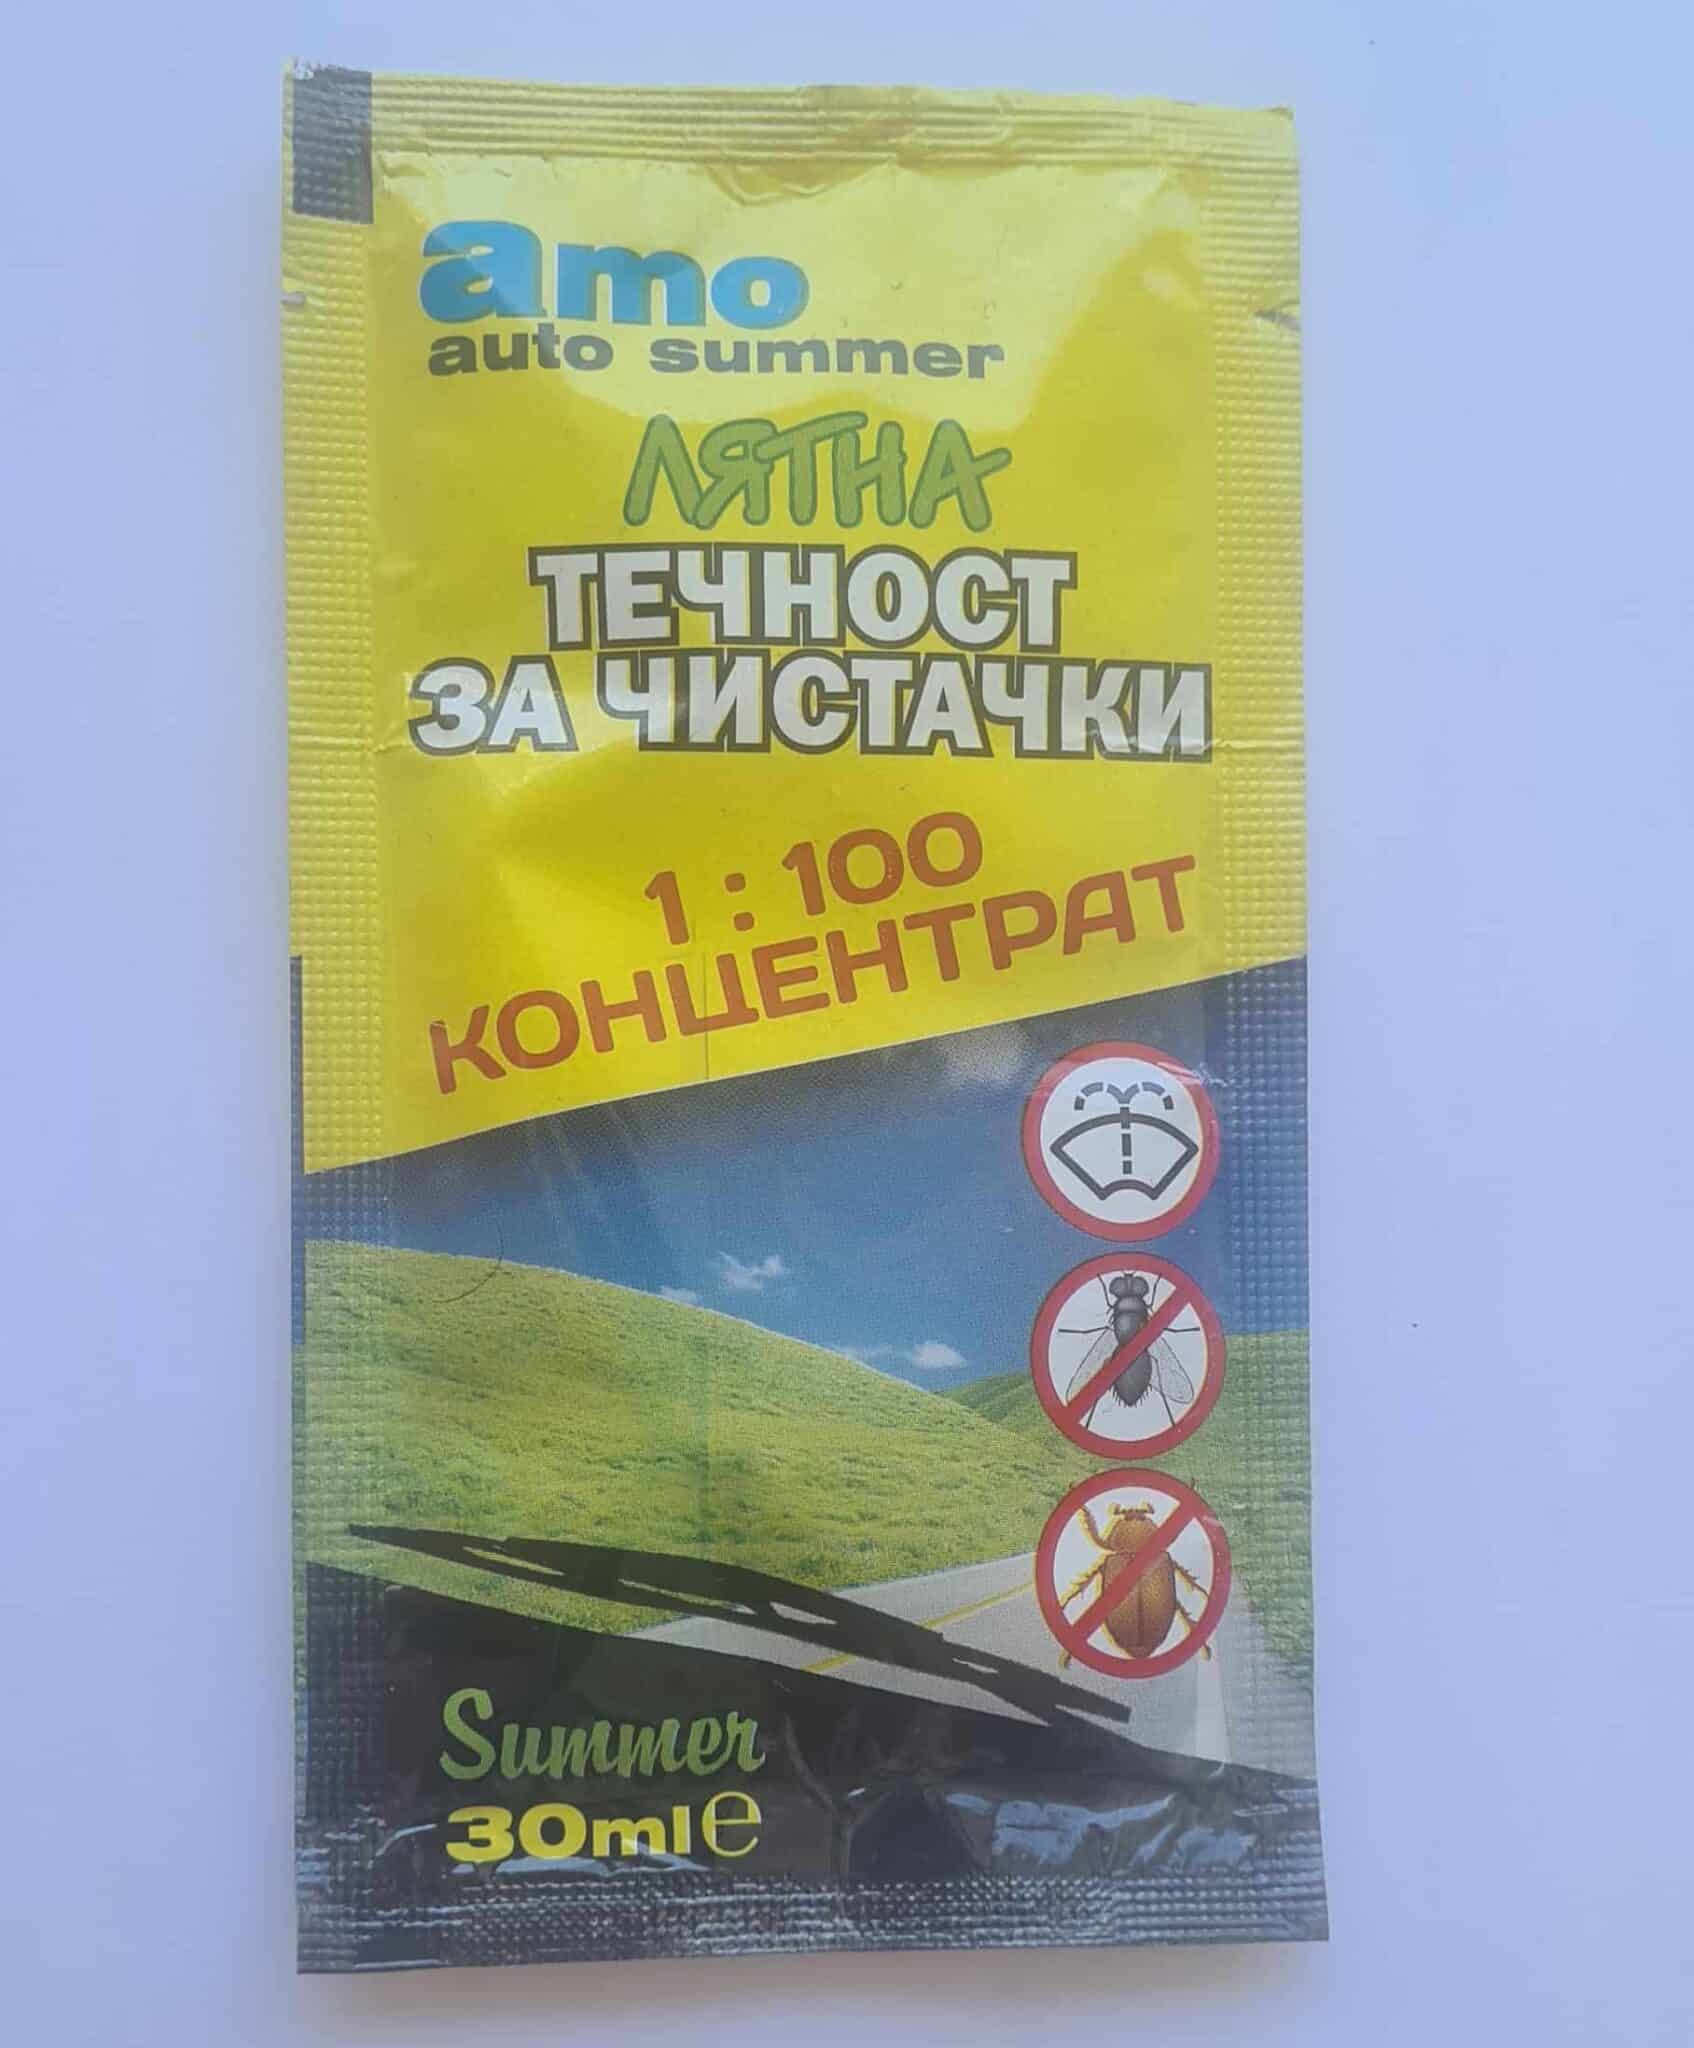 amo
auto summer
ЛЯТНА
ТЕЧНОСТ
ЗА ЧИСТАЧКИ
1 : 100
КОНЦЕНТРАТ
Summer
30ml e